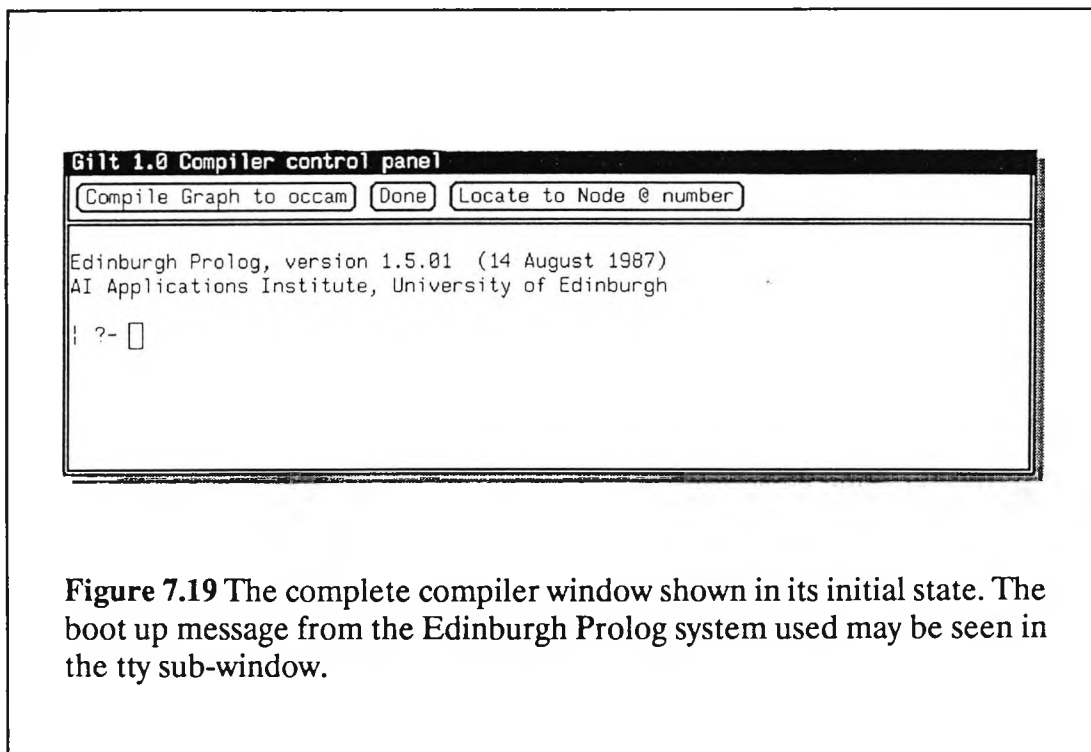 Gilt 1.0 Compiler control panel
Compile Graph to occam Done Locate to Node @ number
Edinburgh Prolog, version 1.5.01 (14 August 1987)
AI Applications Institute, University of Edinburgh
| ?-
Figure 7.19 The complete compiler window shown in its initial state. The
boot up message from the Edinburgh Prolog system used may be seen in
the tty sub-window.